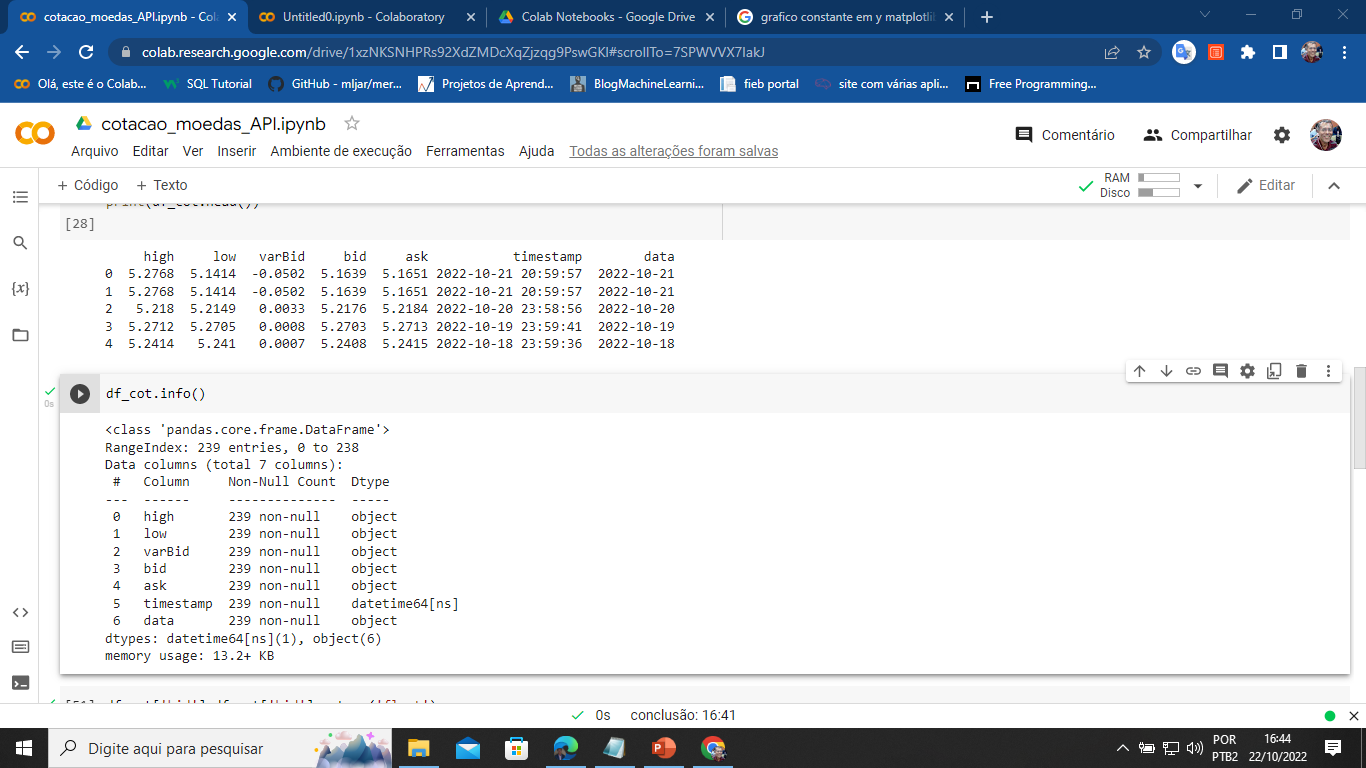 cotacao_moedas_API.ipynb - Col
Untitled0.ipynb - Colaboratory
Colab Notebooks - Google Drive
grafico constante em y matplotli
colab.research.google.com/drive/1xzNKSNHPRs92XdZMDcXqZjzqg9PswGKl#scrollTo=7SPWVVX7IakJ
Olá, este é o Colab...
SQL Tutorial
GitHub - mljar/mer...
Projetos de Aprend...
BlogMachineLearni...
fieb portal
site com várias apli...
Free Programming...
cotacao_moedas_API.ipynb
Comentário
Compartilhar
Arquivo Editar Ver Inserir Ambiente de execução Ferramentas Ajuda Todas as alterações foram salvas
+ Código + Texto
RAM
Disco
Editar
print(df_cot.head())
[28]
high low varBid bid ask timestamp data
0 5.2768 5.1414 -0.0502 5.1639 5.1651 2022-10-21 20:59:57 2022-10-21
1 5.2768 5.1414 -0.0502 5.1639 5.1651 2022-10-21 20:59:57 2022-10-21
2 5.218 5.2149 0.0033 5.2176 5.2184 2022-10-20 23:58:56 2022-10-20
3 5.2712 5.2705 0.0008 5.2703 5.2713 2022-10-19 23:59:41 2022-10-19
4 5.2414 5.241 0.0007 5.2408 5.2415 2022-10-18 23:59:36 2022-10-18
0s
df_cot.info()
<class 'pandas.core.frame.DataFrame'>
RangeIndex: 239 entries, 0 to 238
Data columns (total 7 columns):
# Column Non-Null Count Dtype
--- ------ -------------- -----
0 high 239 non-null object
1 low 239 non-null object
2 varBid 239 non-null object
3 bid 239 non-null object
4 ask 239 non-null object
5 timestamp 239 non-null datetime64[ns]
6 data 239 non-null object
dtypes: datetime64[ns](1), object(6)
memory usage: 13.2+ KB
0s conclusão: 16:41
Digite aqui para pesquisar
POR
PTB2
16:44
22/10/2022